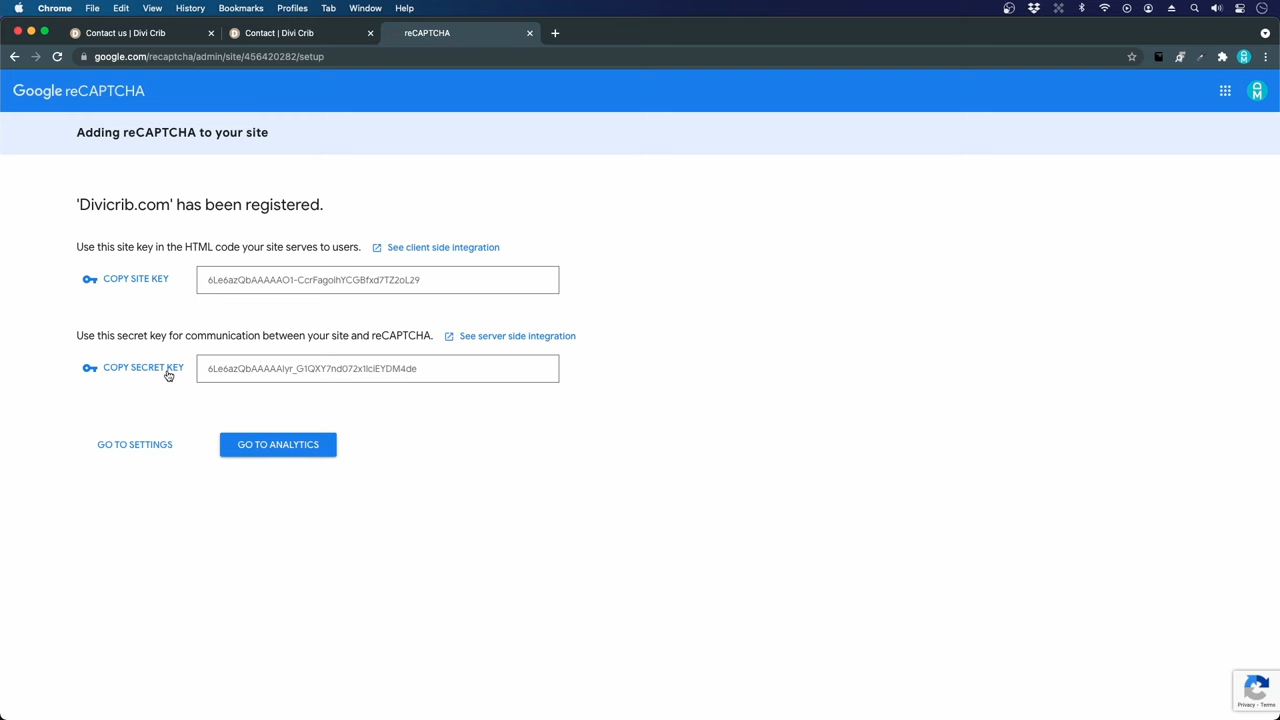 Chrome File Edit View History Bookmarks Profiles Tab Window Help
Contact us | Divi Crib Contact | Divi Crib reCAPTCHA
google.com/recaptcha/admin/site/456420282/setup
Google reCAPTCHA
DM
Adding reCAPTCHA to your site
'Divicrib.com' has been registered.
Use this site key in the HTML code your site serves to users. See client side integration
COPY SITE KEY 6Le6azQbAAAAAO1-CcrFagoihYCGBfxd7TZ2oL29
Use this secret key for communication between your site and reCAPTCHA. See server side integration
COPY SECRET KEY 6Le6azQbAAAAAIyr_G1QXY7nd072x1IciEYDM4de
GO TO SETTINGS GO TO ANALYTICS
Privacy - Terms